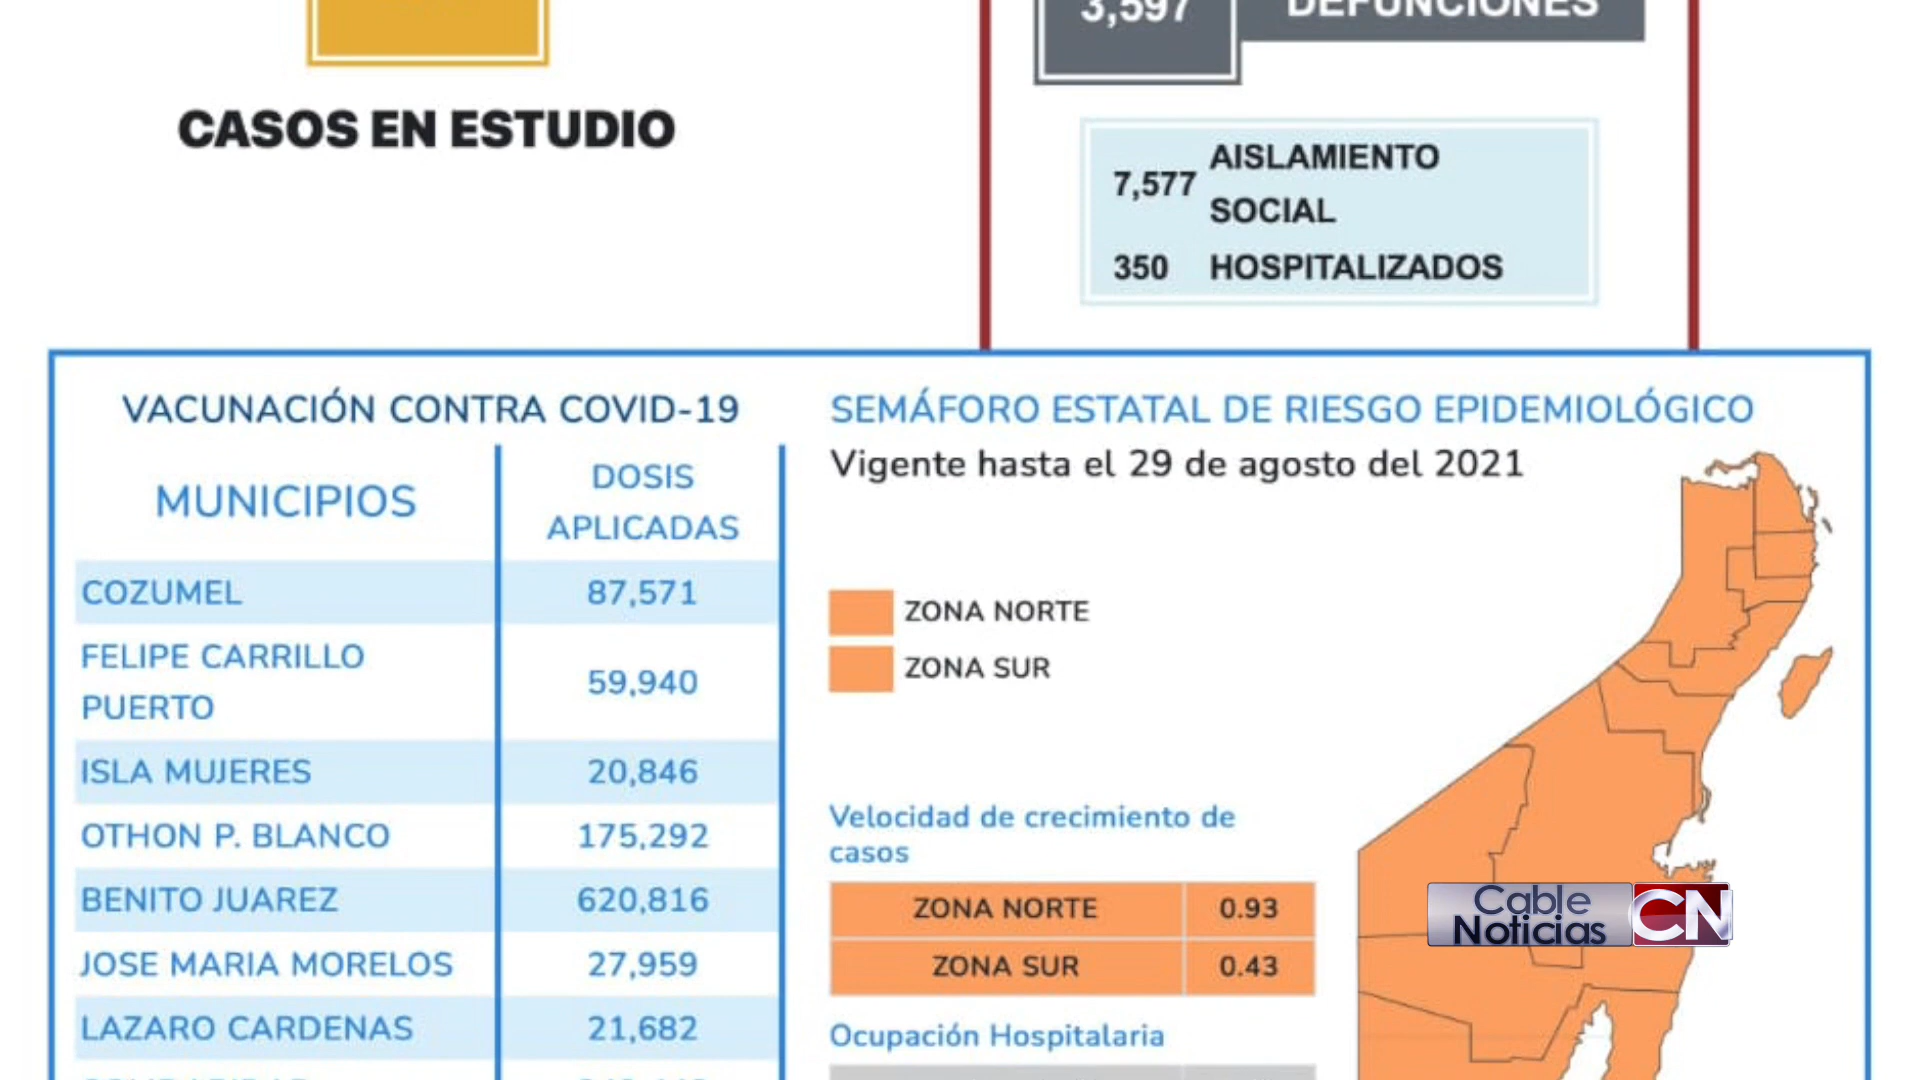 3,597 DEFUNCIONES
CASOS EN ESTUDIO
7,577 AISLAMIENTO
SOCIAL
350 HOSPITALIZADOS
VACUNACIÓN CONTRA COVID-19
MUNICIPIOS
DOSIS
APLICADAS
COZUMEL 87,571
FELIPE CARRILLO
PUERTO
59,940
ISLA MUJERES 20,846
OTHON P. BLANCO 175,292
BENITO JUAREZ 620,816
JOSE MARIA MORELOS 27,959
LAZARO CARDENAS 21,682
SEMÁFORO ESTATAL DE RIESGO EPIDEMIOLÓGICO
Vigente hasta el 29 de agosto del 2021
ZONA NORTE
ZONA SUR
Velocidad de crecimiento de
casos
ZONA NORTE 0.93
ZONA SUR 0.43
Ocupación Hospitalaria
Cable
Noticias
CN